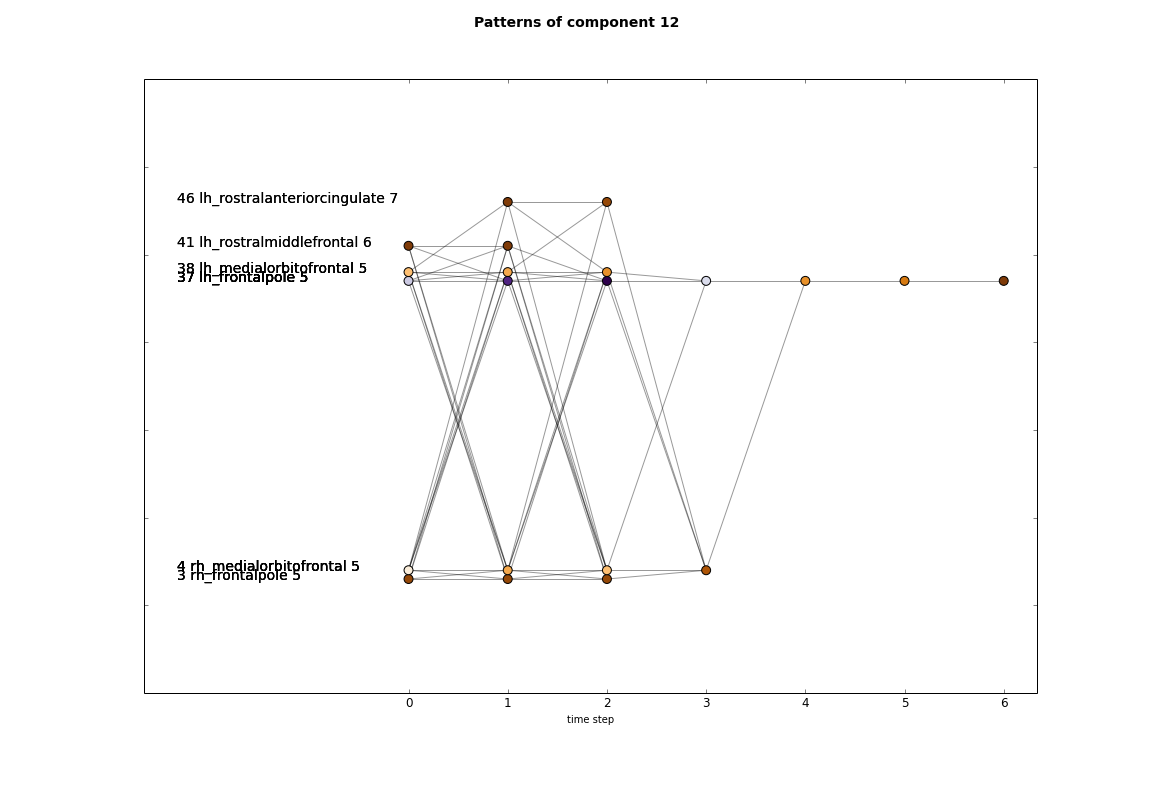 Patterns of component 12
46 lh_rostralanteriorcingulate 7
41 lh_rostralmiddlefrontal 6
38 lh_medialorbitofrontal 5
37 lh_frontalpole 5
4 rh_medialorbitofrontal 5
3 rh_frontalpole 5
0 1 2 3 4 5 6
time step